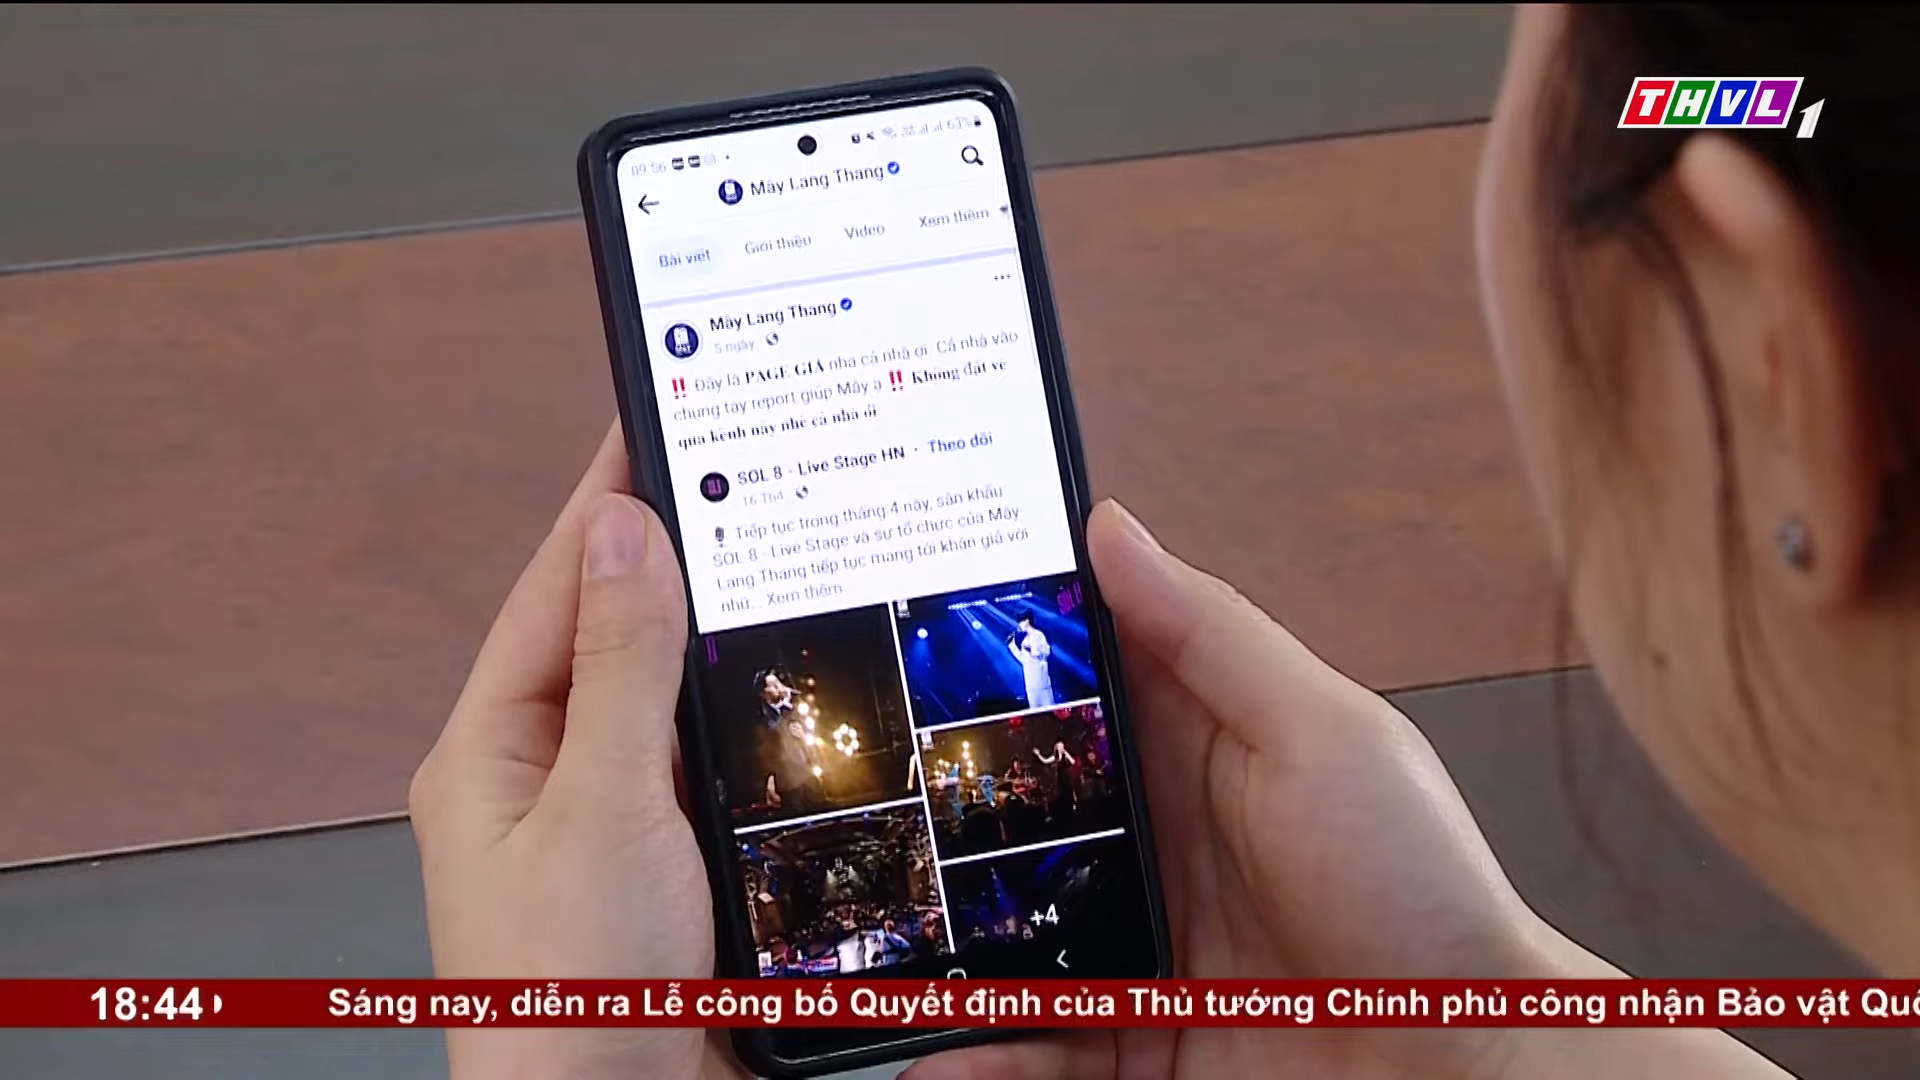 THVL1
09:56
63%
Mây Lang Thang
Bài viết Giới thiệu Video Xem thêm
Mây Lang Thang
5 ngày
‼ Đây là PAGE GIẢ nha cả nhà ơi. Cả nhà vào
chung tay report giúp Mây ạ ‼ Không đặt vé
qua kênh này nhé cả nhà ơi
SOL 8 - Live Stage HN · Theo dõi
16 Th4
Tiếp tục trong tháng 4 này, sân khấu
SOL 8 - Live Stage và sự tổ chức của Mây
Lang Thang tiếp tục mang tới khán giả với
nhữ... Xem thêm
+4
18:44 Sáng nay, diễn ra Lễ công bố Quyết định của Thủ tướng Chính phủ công nhận Bảo vật Quố